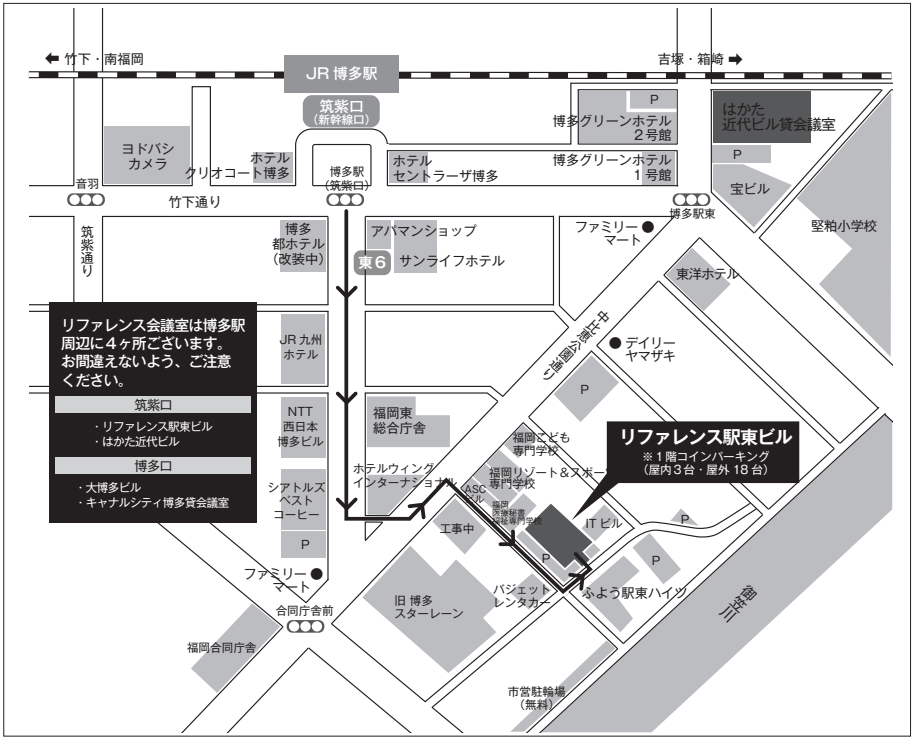 竹下・南福岡
JR 博多駅
吉塚・箱崎
筑紫口
(新幹線口)
P
博多グリーンホテル
2号館
はかた
近代ビル貸会議室
ヨドバシ
カメラ
ホテル
クリオコート博多
博多駅
(筑紫口)
ホテル
セントラーザ博多
博多グリーンホテル
1号館
P
宝ビル
音羽
竹下通り
博多駅東
筑紫通り
博多
都ホテル
(改装中)
アパマンショップ
東6
サンライフホテル
ファミリー
マート
堅粕小学校
東洋ホテル
リファレンス会議室は博多駅
周辺に4ヶ所ございます。
お間違えないよう、ご注意
ください。
筑紫口
・リファレンス駅東ビル
・はかた近代ビル
博多口
・大博多ビル
・キャナルシティ博多貸会議室
JR 九州
ホテル
中比恵公園通り
デイリー
ヤマザキ
P
NTT
西日本
博多ビル
福岡東
総合庁舎
福岡こども
専門学校
リファレンス駅東ビル
※1階コインパーキング
(屋内3台・屋外18台)
ホテルウィング
インターナショナル
福岡リゾート&スポーツ
専門学校
シアトルズ
ベスト
コーヒー
ASC
ビル
福岡
医療秘書
福祉専門学校
工事中
ITビル
P
P
P
P
ファミリー
マート
バジェット
レンタカー
ふよう駅東ハイツ
旧 博多
スターレーン
合同庁舎前
御笠川
福岡合同庁舎
市営駐輪場
(無料)